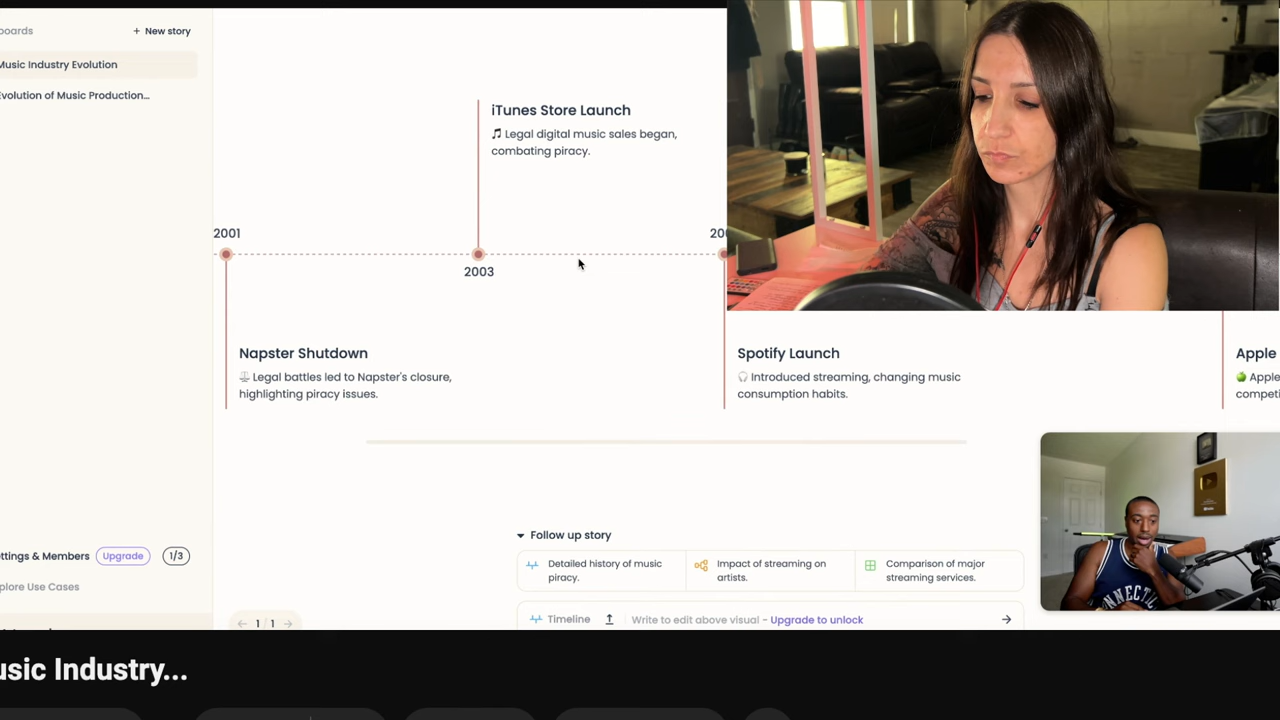 boards
+ New story
Music Industry Evolution
Evolution of Music Production...
iTunes Store Launch
🎵 Legal digital music sales began,
combating piracy.
2001
2003
Napster Shutdown
⚖️ Legal battles led to Napster's closure,
highlighting piracy issues.
Spotify Launch
🎧 Introduced streaming, changing music
consumption habits.
Apple
🍏 Apple
competi
Follow up story
Detailed history of music
piracy.
Impact of streaming on
artists.
Comparison of major
streaming services.
ttings & Members Upgrade 1/3
plore Use Cases
← 1 / 1 →
Timeline
Write to edit above visual - Upgrade to unlock →
CONNECTIC
usic Industry...